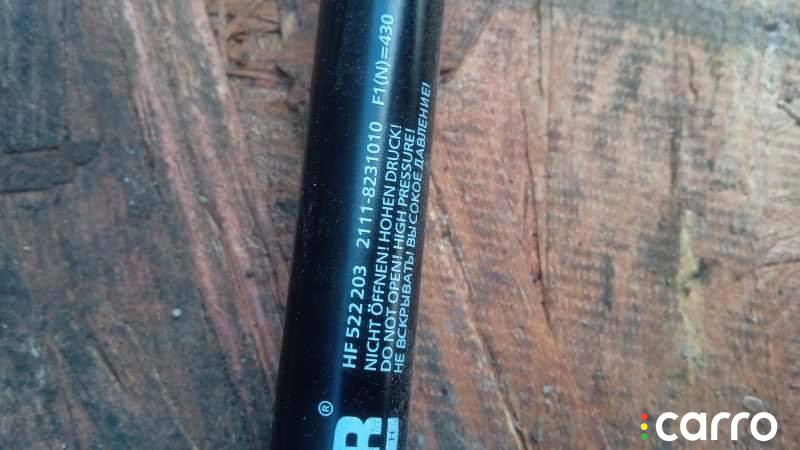 HF 522 203 2111-8231010 F1(N)=430
NICHT ÖFFNEN! HOHEN DRUCK!
DO NOT OPEN! HIGH PRESSURE!
НЕ ВСКРЫВАТЬ! ВЫСОКОЕ ДАВЛЕНИЕ!
R®
carro